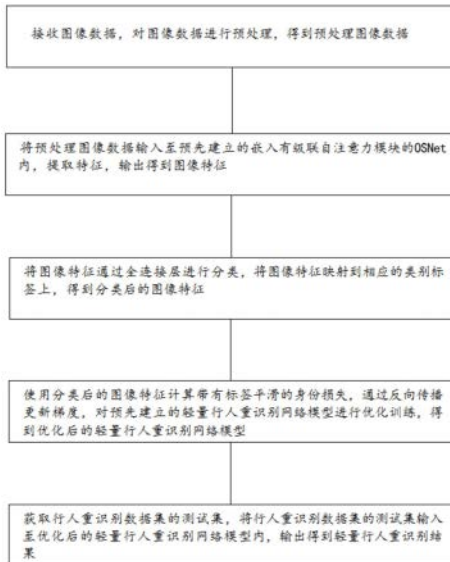 接收图像数据，对图像数据进行预处理，得到预处理图像数据
将预处理图像数据输入至预先建立的嵌入有级联自注意力模块的OSNet
内，提取特征，输出得到图像特征
将图像特征通过全连接层进行分类，将图像特征映射到相应的类别标
签上，得到分类后的图像特征
使用分类后的图像特征计算带有标签平滑的身份损失，通过反向传播
更新梯度，对预先建立的轻量行人重识别网络模型进行优化训练，得
到优化后的轻量行人重识别网络模型
获取行人重识别数据集的测试集，将行人重识别数据集的测试集输入
至优化后的轻量行人重识别网络模型内，输出得到轻量行人重识别结
果